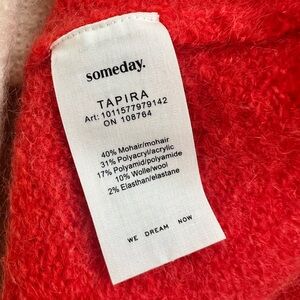 someday.
TAPIRA
Art: 1011577979142
ON 108764
40% Mohair/mohair
31% Polyacryl/acrylic
17% Polyamid/polyamide
10% Wolle/wool
2% Elasthan/elastane
WE DREAM NOW